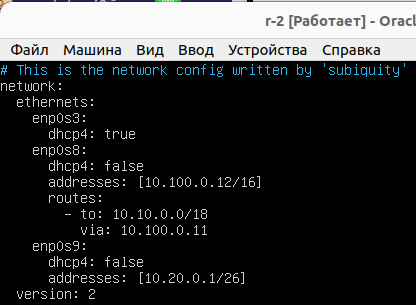 r-2 [Работает] - Oracl
Файл Машина Вид Ввод Устройства Справка
# This is the network config written by 'subiquity'
network:
  ethernets:
    enp0s3:
      dhcp4: true
    enp0s8:
      dhcp4: false
      addresses: [10.100.0.12/16]
      routes:
        - to: 10.10.0.0/18
          via: 10.100.0.11
    enp0s9:
      dhcp4: false
      addresses: [10.20.0.1/26]
  version: 2